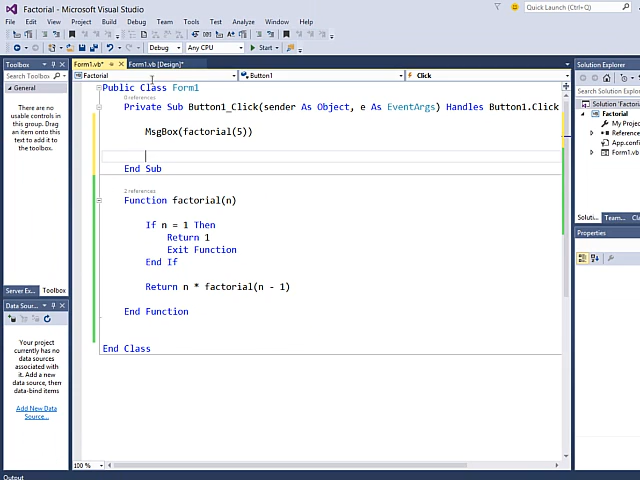 Factorial - Microsoft Visual Studio
Quick Launch (Ctrl+Q)
File Edit View Project Build Debug Team Tools Test Analyze Window Help
Debug Any CPU Start
Toolbox
Search Toolbox
General
There are no usable controls in this group. Drag an item onto this text to add it to the toolbox.
Server Ex... Toolbox
Data Sour...
Your project currently has no data sources associated with it. Add a new data source, then data-bind items
Add New Data Source...
Form1.vb* Form1.vb [Design]*
Factorial Button1 Click
Public Class Form1
0 references
Private Sub Button1_Click(sender As Object, e As EventArgs) Handles Button1.Click
MsgBox(factorial(5))
End Sub
2 references
Function factorial(n)
If n = 1 Then
Return 1
Exit Function
End If
Return n * factorial(n - 1)
End Function
End Class
100 %
Output
Solution Explorer
Search Solution
Solution 'Factorial
Factorial
My Proje
Reference
App.confi
Form1.vb
Soluti... Team... Cl
Properties